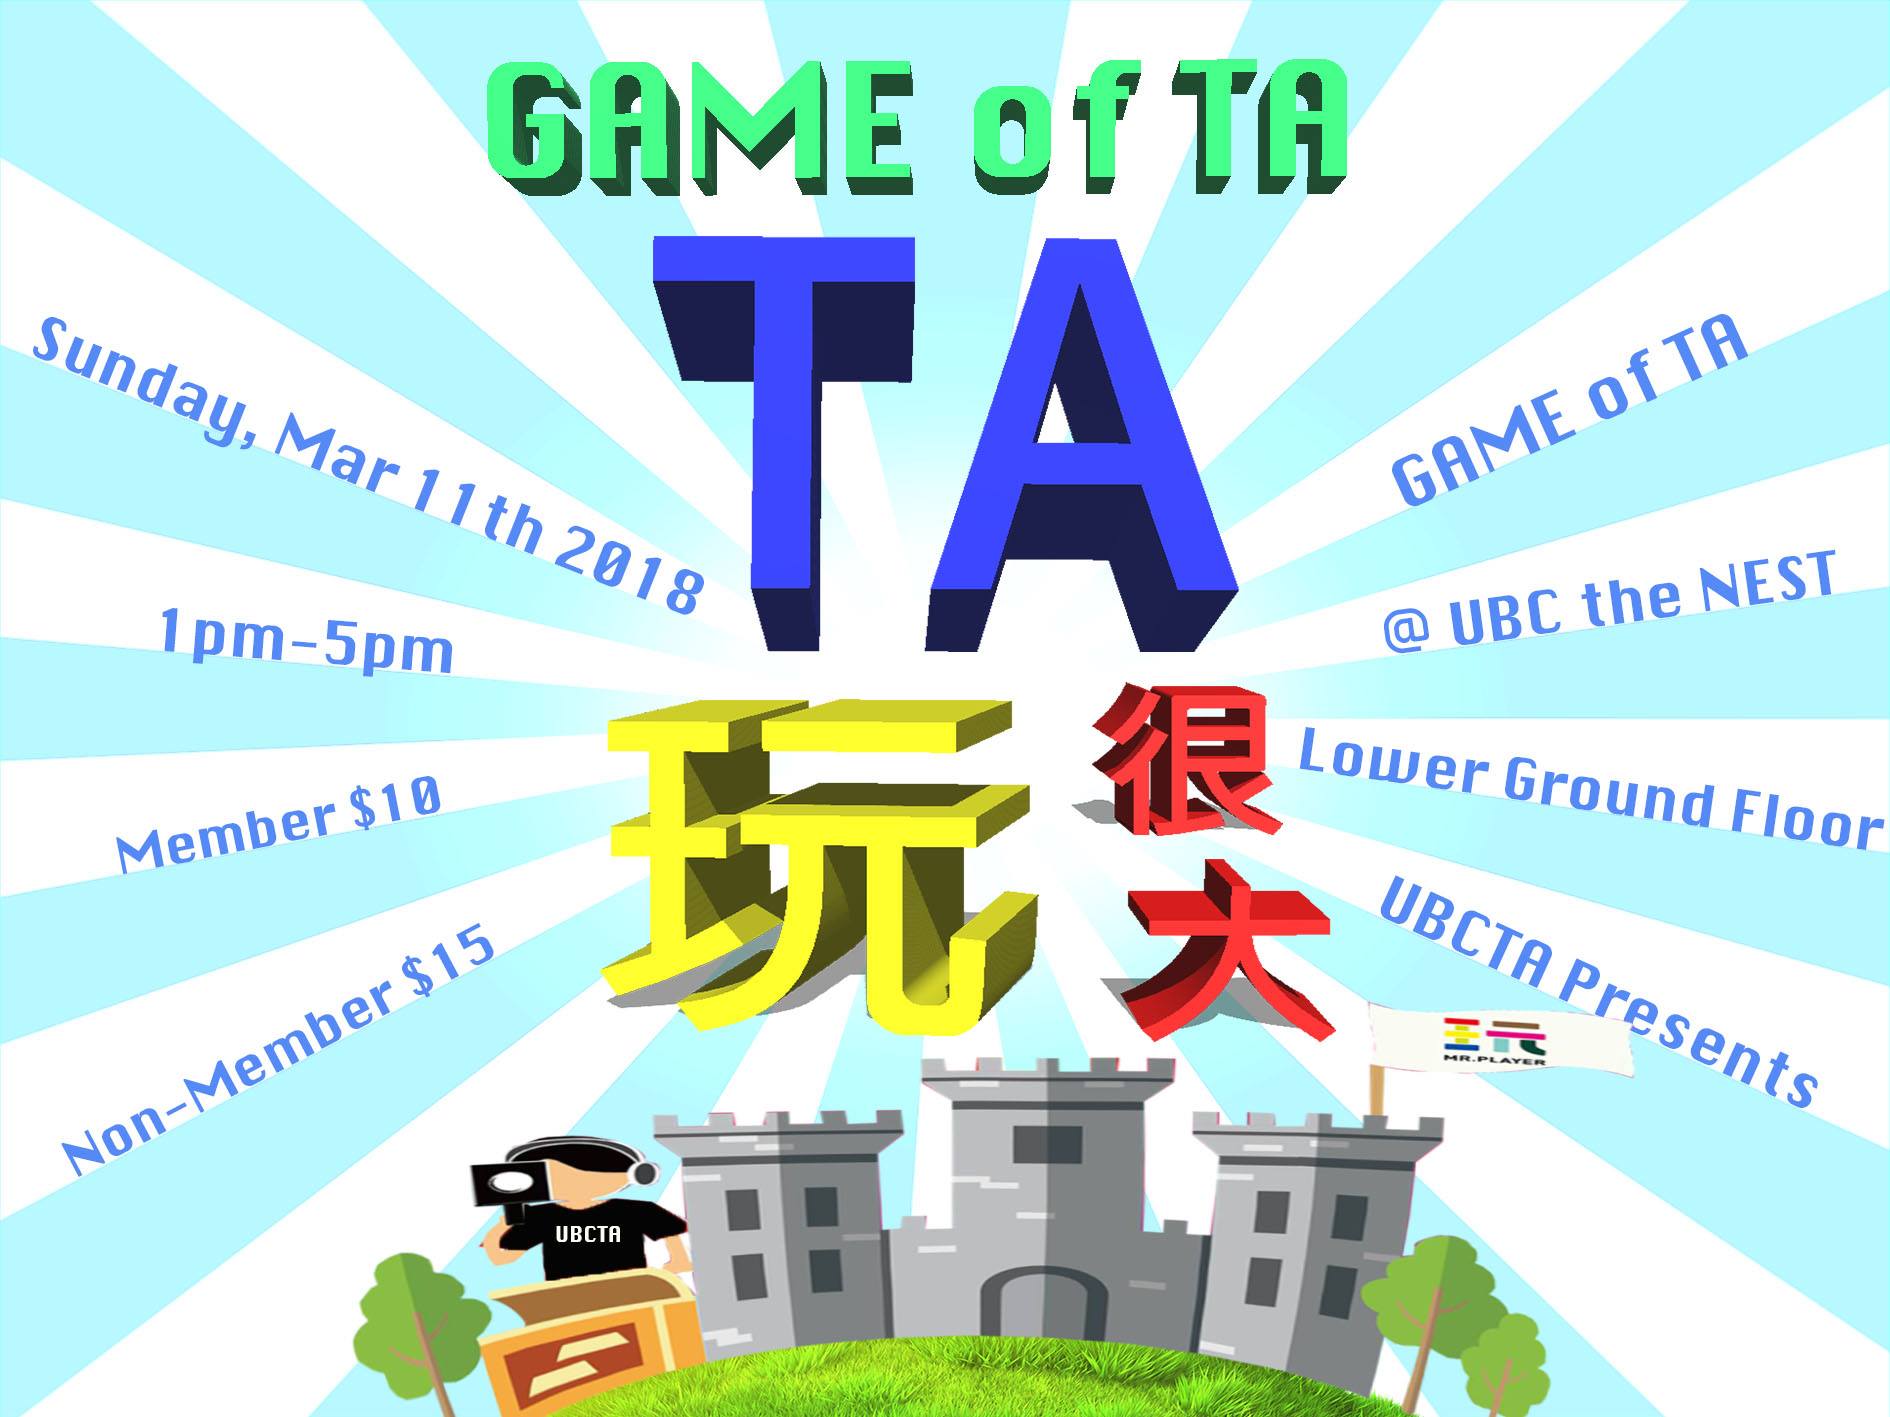 GAME of TA
TA
玩
很
大
Sunday, Mar 11th 2018
1pm-5pm
Member $10
Non-Member $15
GAME of TA
@ UBC the NEST
Lower Ground Floor
UBCTA Presents
玩
MR.PLAYER
UBCTA